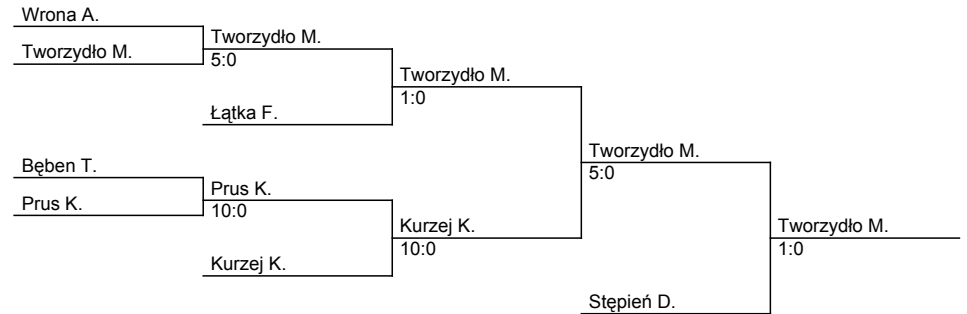 Wrona A.
Tworzydło M.
Tworzydło M.
5:0
Tworzydło M.
1:0
Łątka F.
Bęben T.
Tworzydło M.
5:0
Prus K.
Prus K.
10:0
Kurzej K.
10:0
Tworzydło M.
1:0
Kurzej K.
Stępień D.